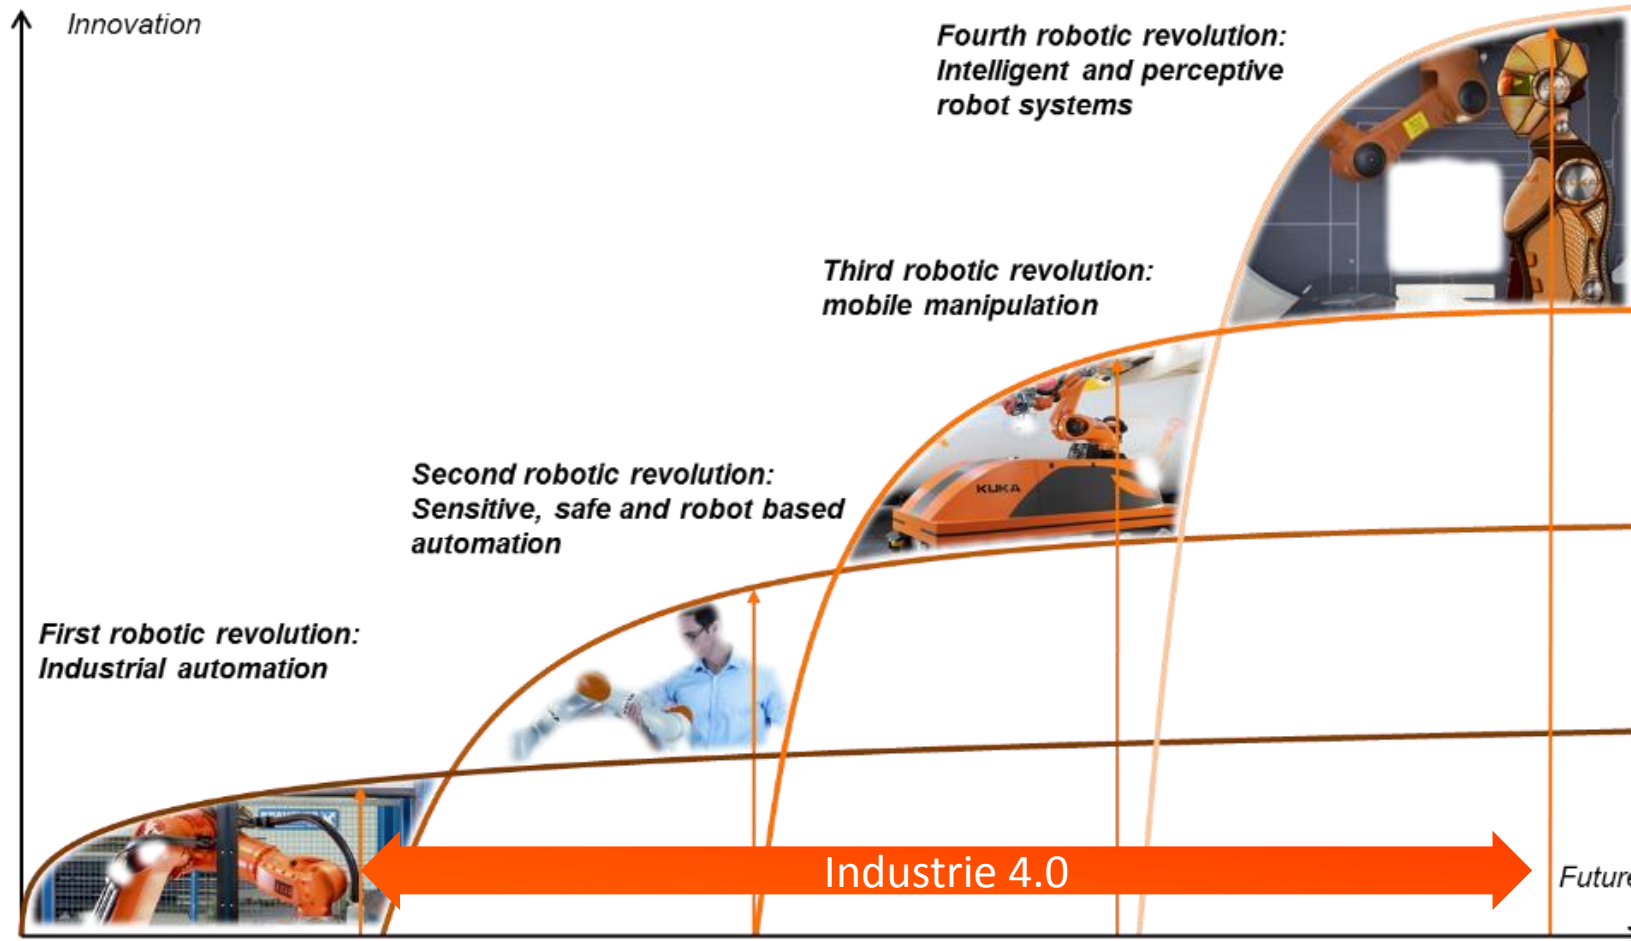 Innovation
Fourth robotic revolution:
Intelligent and perceptive
robot systems
Third robotic revolution:
mobile manipulation
KUKA
Second robotic revolution:
Sensitive, safe and robot based
automation
First robotic revolution:
Industrial automation
Industrie 4.0
Future